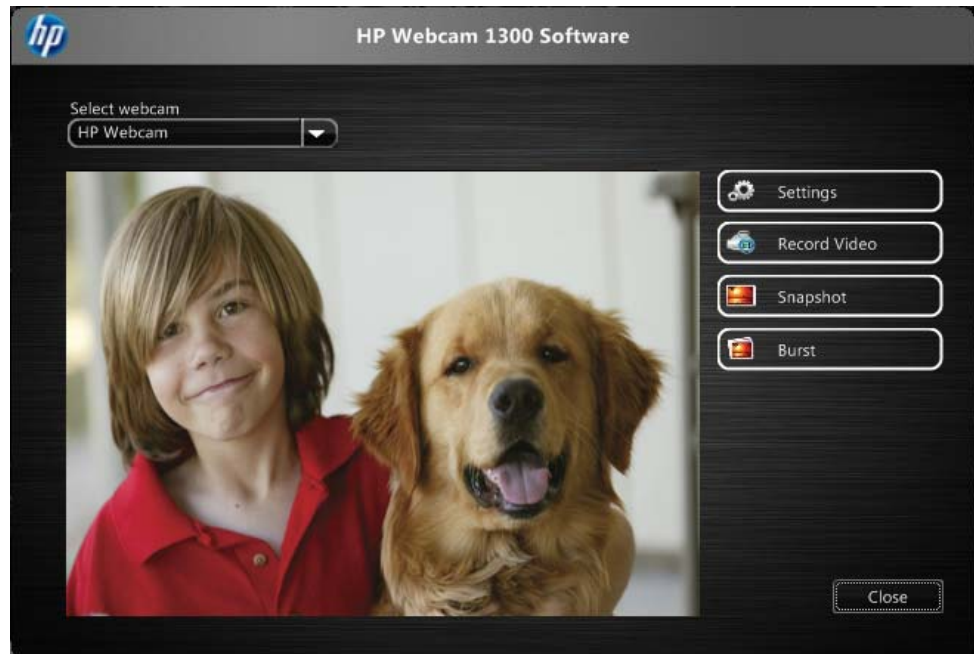 hp
HP Webcam 1300 Software
Select webcam
HP Webcam
Settings
Record Video
Snapshot
Burst
Close